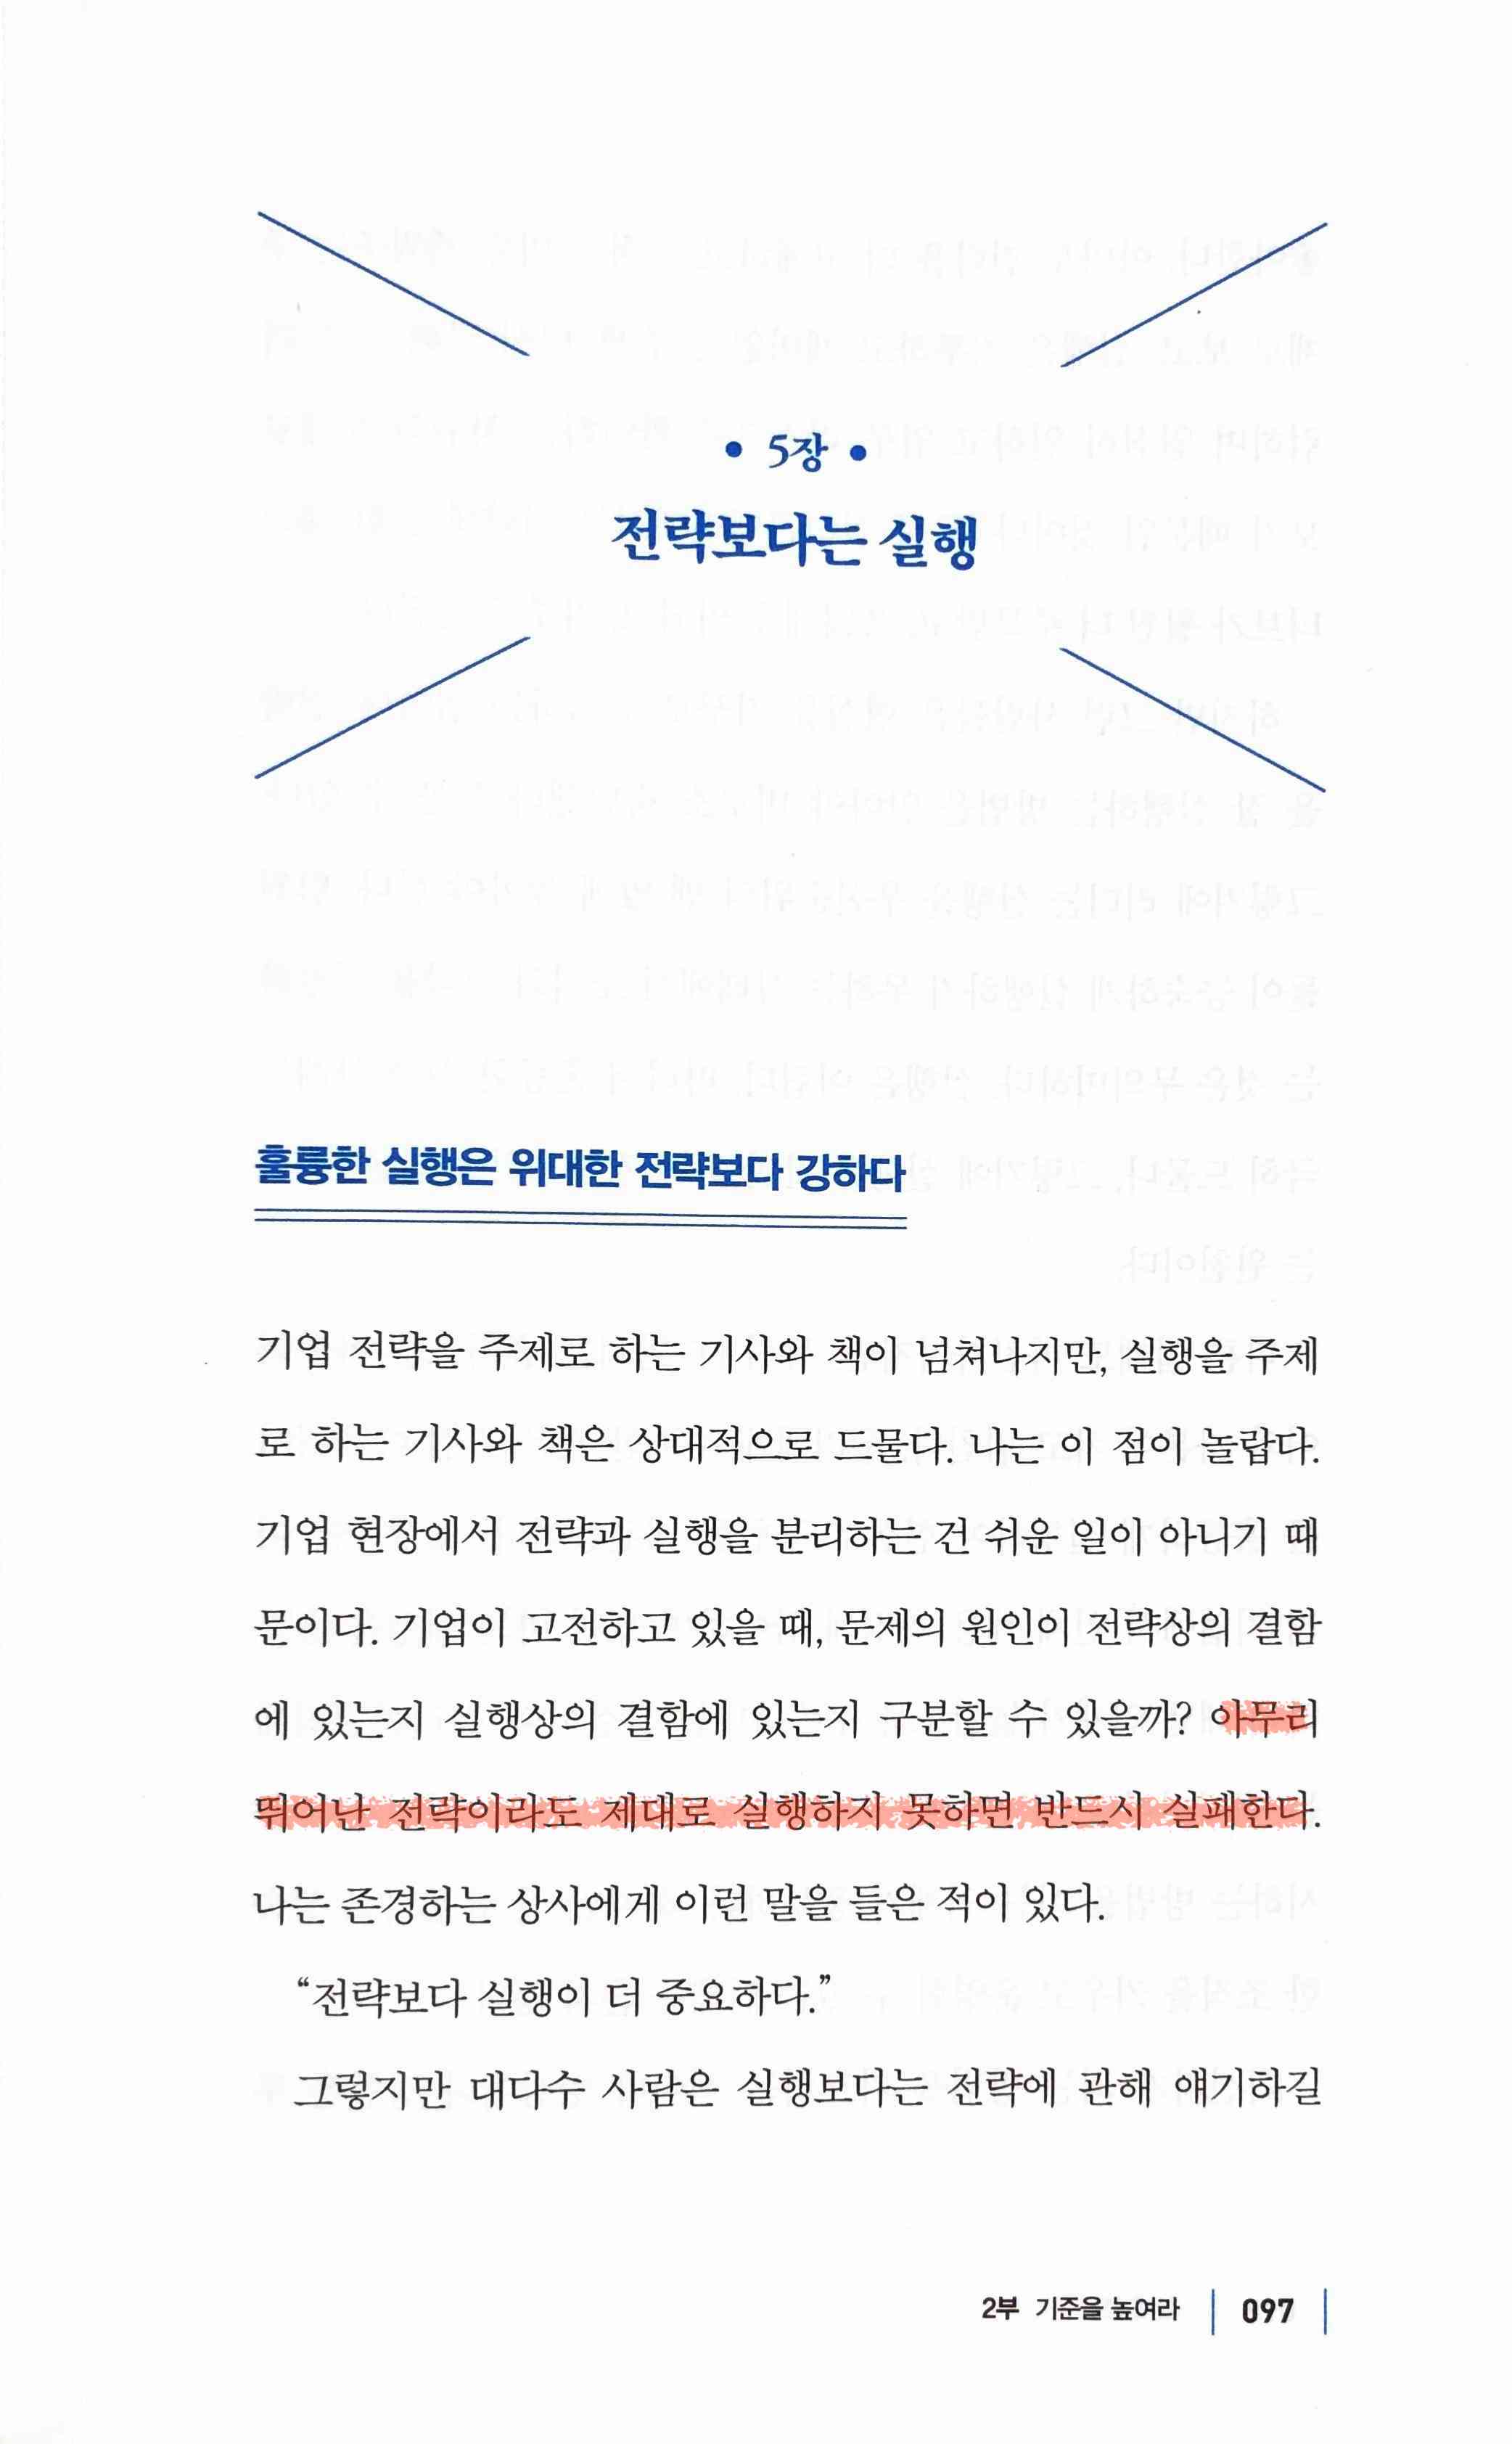 • 5장 •
전략보다는 실행
훌륭한 실행은 위대한 전략보다 강하다
기업 전략을 주제로 하는 기사와 책이 넘쳐나지만, 실행을 주제
로 하는 기사와 책은 상대적으로 드물다. 나는 이 점이 놀랍다.
기업 현장에서 전략과 실행을 분리하는 건 쉬운 일이 아니기 때
문이다. 기업이 고전하고 있을 때, 문제의 원인이 전략상의 결함
에 있는지 실행상의 결함에 있는지 구분할 수 있을까? 아무리
뛰어난 전략이라도 제대로 실행하지 못하면 반드시 실패한다.
나는 존경하는 상사에게 이런 말을 들은 적이 있다.
“전략보다 실행이 더 중요하다.”
그렇지만 대다수 사람은 실행보다는 전략에 관해 얘기하길
2부 기준을 높여라 | 097 |